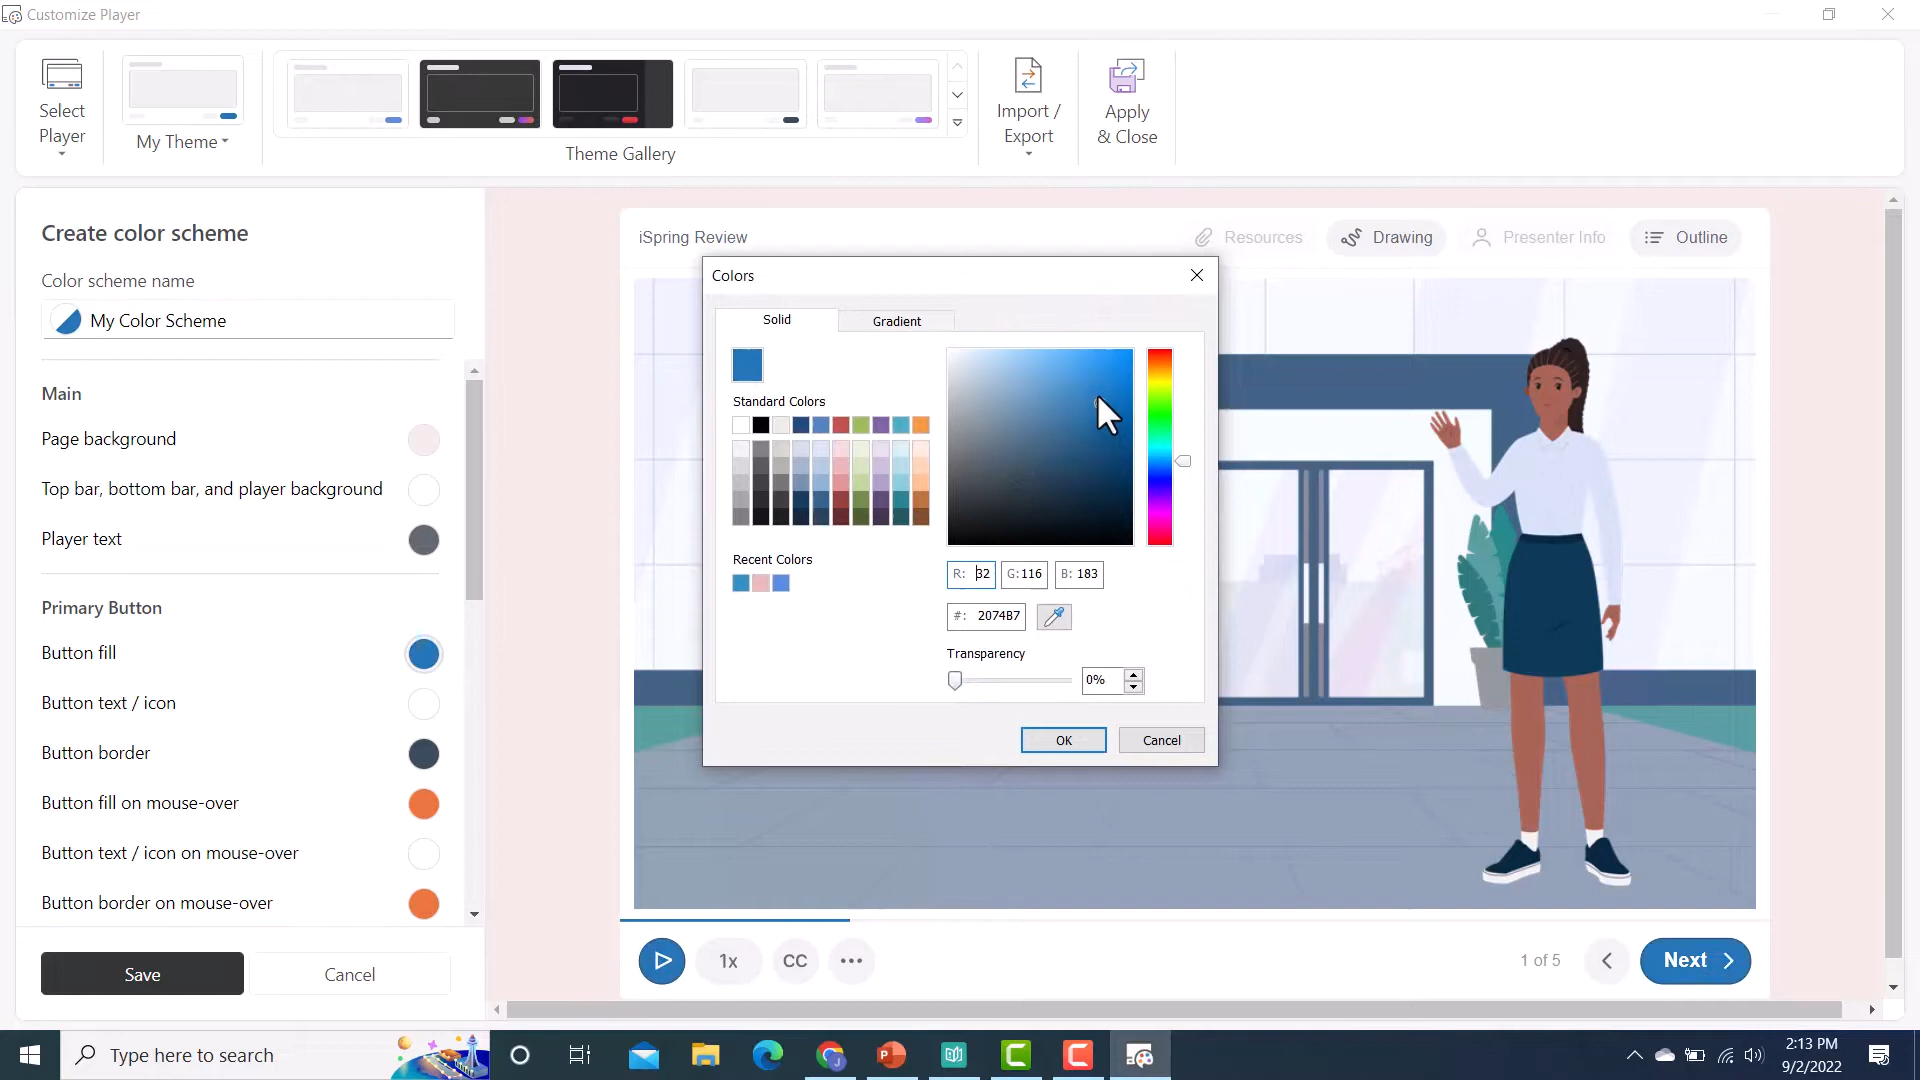 Customize Player
Select
Player
My Theme
Theme Gallery
Import /
Export
Apply
& Close
Create color scheme
Color scheme name
My Color Scheme
Main
Page background
Top bar, bottom bar, and player background
Player text
Primary Button
Button fill
Button text / icon
Button border
Button fill on mouse-over
Button text / icon on mouse-over
Button border on mouse-over
Save
Cancel
iSpring Review
Resources
Drawing
Presenter Info
Outline
Colors
Solid
Gradient
Standard Colors
Recent Colors
R: 32
G: 116
B: 183
#: 2074B7
Transparency
0%
OK
Cancel
1x
CC
1 of 5
Next
Type here to search
2:13 PM
9/2/2022